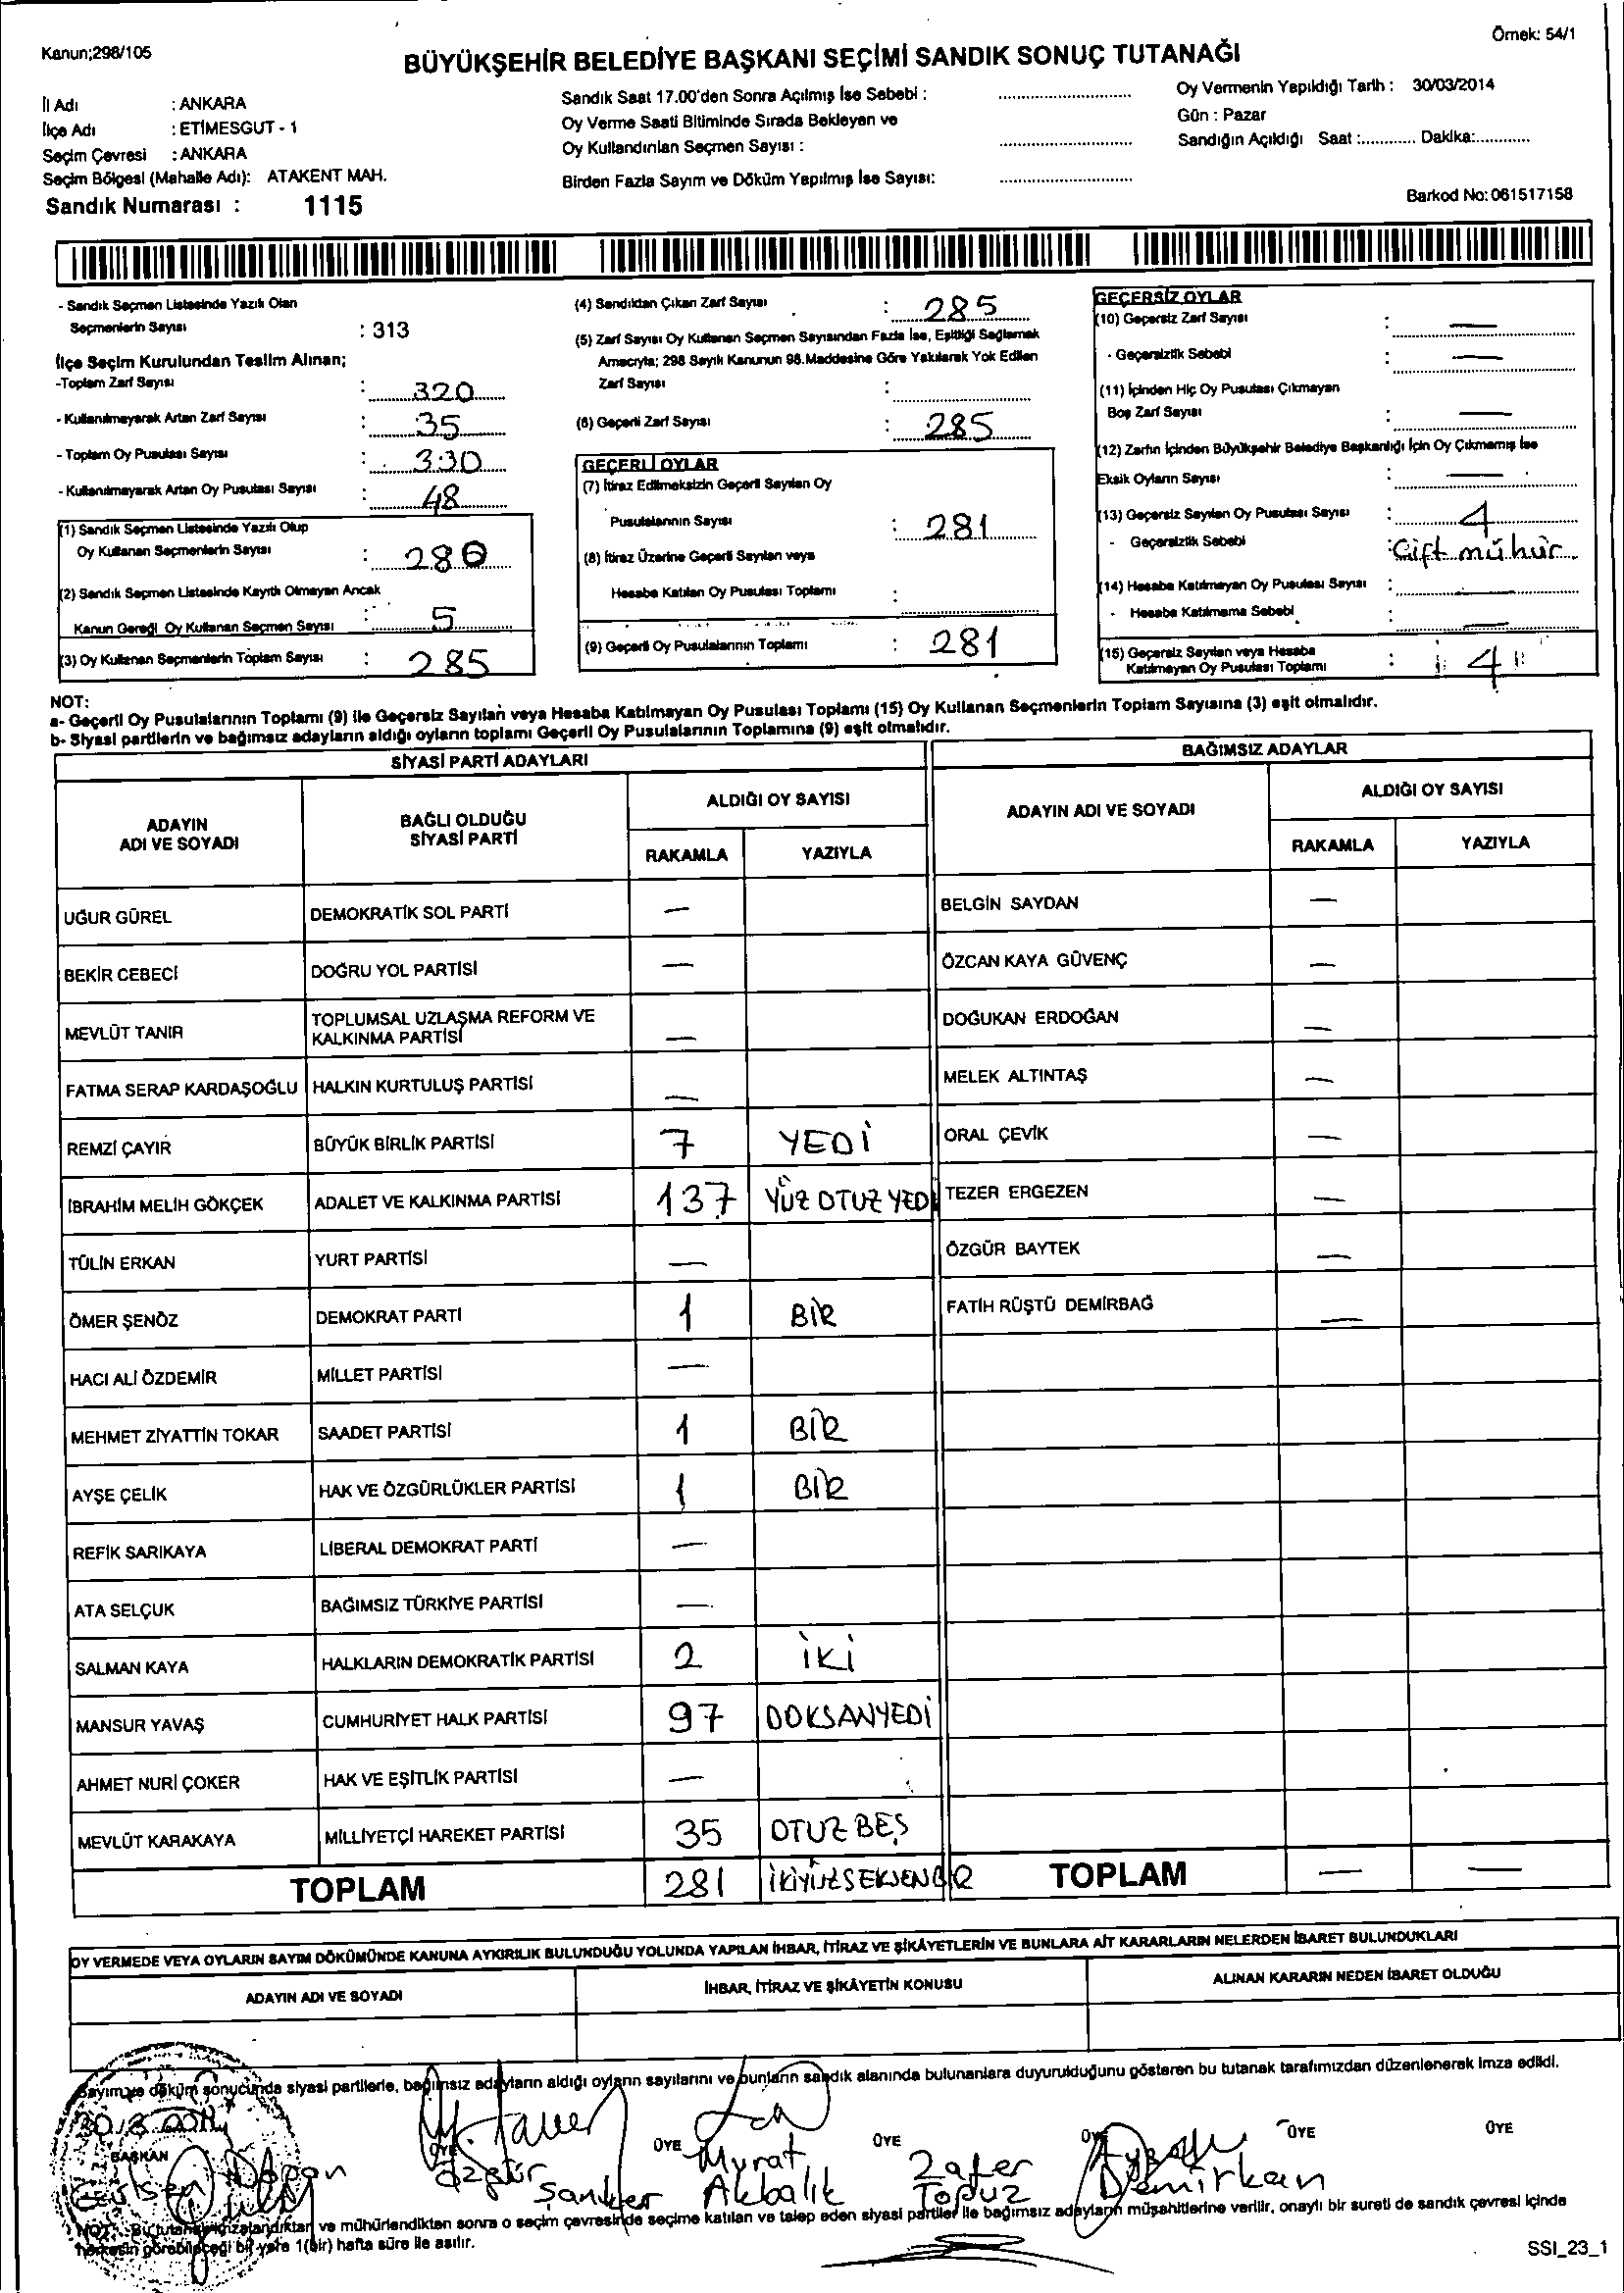 Kanun;298/105
Örnek: 54/1
BÜYÜKŞEHİR BELEDİYE BAŞKANI SEÇİMİ SANDIK SONUÇ TUTANAĞI
İl Adı : ANKARA
İlçe Adı : ETİMESGUT - 1
Seçim Çevresi : ANKARA
Seçim Bölgesi (Mahalle Adı): ATAKENT MAH.
Sandık Numarası : 1115
Sandık Saat 17.00'den Sonra Açılmış İse Sebebi :
Oy Verme Saati Bitiminde Sırada Bekleyen ve
Oy Kullandırılan Seçmen Sayısı :
Birden Fazla Sayım ve Döküm Yapılmış İse Sayısı:
Oy Vermenin Yapıldığı Tarih : 30/03/2014
Gün : Pazar
Sandığın Açıldığı Saat :............ Dakika:............
Barkod No: 061517158
- Sandık Seçmen Listesinde Yazılı Olan
Seçmenlerin Sayısı : 313
İlçe Seçim Kurulundan Teslim Alınan;
-Toplam Zarf Sayısı : 320
- Kullanılmayarak Artan Zarf Sayısı : 35
- Toplam Oy Pusulası Sayısı : 330
- Kullanılmayarak Artan Oy Pusulası Sayısı : 48
(1) Sandık Seçmen Listesinde Yazılı Olup
Oy Kullanan Seçmenlerin Sayısı : 280
(2) Sandık Seçmen Listesinde Kayıtlı Olmayan Ancak
Kanun Gereği Oy Kullanan Seçmen Sayısı : 5
(3) Oy Kullanan Seçmenlerin Toplam Sayısı : 285
(4) Sandıktan Çıkan Zarf Sayısı : 285
(5) Zarf Sayısı Oy Kullanan Seçmen Sayısından Fazla İse, Eşitliği Sağlamak
Amacıyla; 298 Sayılı Kanunun 98.Maddesine Göre Yakılarak Yok Edilen
Zarf Sayısı :
(6) Geçerli Zarf Sayısı : 285
GEÇERLİ OYLAR
(7) İtiraz Edilmeksizin Geçerli Sayılan Oy
Pusulalarının Sayısı : 281
(8) İtiraz Üzerine Geçerli Sayılan veya
Hesaba Katılan Oy Pusulası Toplamı :
(9) Geçerli Oy Pusulalarının Toplamı : 281
GEÇERSİZ OYLAR
(10) Geçersiz Zarf Sayısı : —
- Geçersizlik Sebebi : —
(11) İçinden Hiç Oy Pusulası Çıkmayan
Boş Zarf Sayısı : —
(12) Zarfın İçinden Büyükşehir Belediye Başkanlığı İçin Oy Çıkmamış İse
Eksik Oyların Sayısı : —
(13) Geçersiz Sayılan Oy Pusulası Sayısı : 4
- Geçersizlik Sebebi : Çift mühür
(14) Hesaba Katılmayan Oy Pusulası Sayısı : —
- Hesaba Katılmama Sebebi : —
(15) Geçersiz Sayılan veya Hesaba
Katılmayan Oy Pusulası Toplamı : 4
NOT:
a- Geçerli Oy Pusulalarının Toplamı (9) ile Geçersiz Sayılan veya Hesaba Katılmayan Oy Pusulası Toplamı (15) Oy Kullanan Seçmenlerin Toplam Sayısına (3) eşit olmalıdır.
b- Siyasi partilerin ve bağımsız adayların aldığı oyların toplamı Geçerli Oy Pusulalarının Toplamına (9) eşit olmalıdır.
SİYASİ PARTİ ADAYLARI
BAĞIMSIZ ADAYLAR
ADAYIN ADI VE SOYADI
BAĞLI OLDUĞU SİYASİ PARTİ
ALDIĞI OY SAYISI
RAKAMLA YAZIYLA
ADAYIN ADI VE SOYADI
ALDIĞI OY SAYISI
RAKAMLA YAZIYLA
UĞUR GÜREL DEMOKRATİK SOL PARTİ — BELGİN SAYDAN —
BEKİR CEBECİ DOĞRU YOL PARTİSİ — ÖZCAN KAYA GÜVENÇ —
MEVLÜT TANIR TOPLUMSAL UZLAŞMA REFORM VE KALKINMA PARTİSİ — DOĞUKAN ERDOĞAN —
FATMA SERAP KARDAŞOĞLU HALKIN KURTULUŞ PARTİSİ — MELEK ALTINTAŞ —
REMZİ ÇAYIR BÜYÜK BİRLİK PARTİSİ 7 YEDİ ORAL ÇEVİK —
İBRAHİM MELİH GÖKÇEK ADALET VE KALKINMA PARTİSİ 137 YÜZ OTUZ YEDİ TEZER ERGEZEN —
TÜLİN ERKAN YURT PARTİSİ — ÖZGÜR BAYTEK —
ÖMER ŞENÖZ DEMOKRAT PARTİ 1 BİR FATİH RÜŞTÜ DEMİRBAĞ —
HACI ALİ ÖZDEMİR MİLLET PARTİSİ —
MEHMET ZİYATTİN TOKAR SAADET PARTİSİ 1 BİR
AYŞE ÇELİK HAK VE ÖZGÜRLÜKLER PARTİSİ 1 BİR
REFİK SARIKAYA LİBERAL DEMOKRAT PARTİ —
ATA SELÇUK BAĞIMSIZ TÜRKİYE PARTİSİ —
SALMAN KAYA HALKLARIN DEMOKRATİK PARTİSİ 2 İKİ
MANSUR YAVAŞ CUMHURİYET HALK PARTİSİ 97 DOKSANYEDİ
AHMET NURİ ÇOKER HAK VE EŞİTLİK PARTİSİ —
MEVLÜT KARAKAYA MİLLİYETÇİ HAREKET PARTİSİ 35 OTUZ BEŞ
TOPLAM 281 İKİYÜZSEKSENBİR TOPLAM — —
OY VERMEDE VEYA OYLARIN SAYIM DÖKÜMÜNDE KANUNA AYKIRILIK BULUNDUĞU YOLUNDA YAPILAN İHBAR, İTİRAZ VE ŞİKÂYETLERİN VE BUNLARA AİT KARARLARIN NELERDEN İBARET BULUNDUKLARI
ADAYIN ADI VE SOYADI İHBAR, İTİRAZ VE ŞİKÂYETİN KONUSU ALINAN KARARIN NEDEN İBARET OLDUĞU
Sayım ve döküm sonucunda siyasi partilerle, bağımsız adayların aldığı oyların sayılarını ve bunların sandık alanında bulunanlara duyurulduğunu gösteren bu tutanak tarafımızdan düzenlenerek imza edildi.
BAŞKAN ÜYE ÜYE ÜYE ÜYE ÜYE ÜYE
Doğan
Özgür Şanlıer
Murat Akbalık
Zafer Topuz
Demirkan
NOT: Bu tutanak imzalandıktan ve mühürlendikten sonra o seçim çevresinde seçime katılan ve talep eden siyasi partiler ile bağımsız adayların müşahitlerine verilir, onaylı bir sureti de sandık çevresi içinde
herkesin görebileceği bir yere 1(bir) hafta süre ile asılır.
SSI_23_1